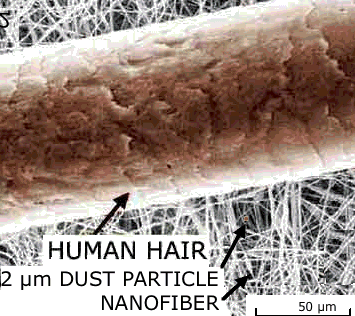 HUMAN HAIR
2 µm DUST PARTICLE
NANOFIBER
50 µm